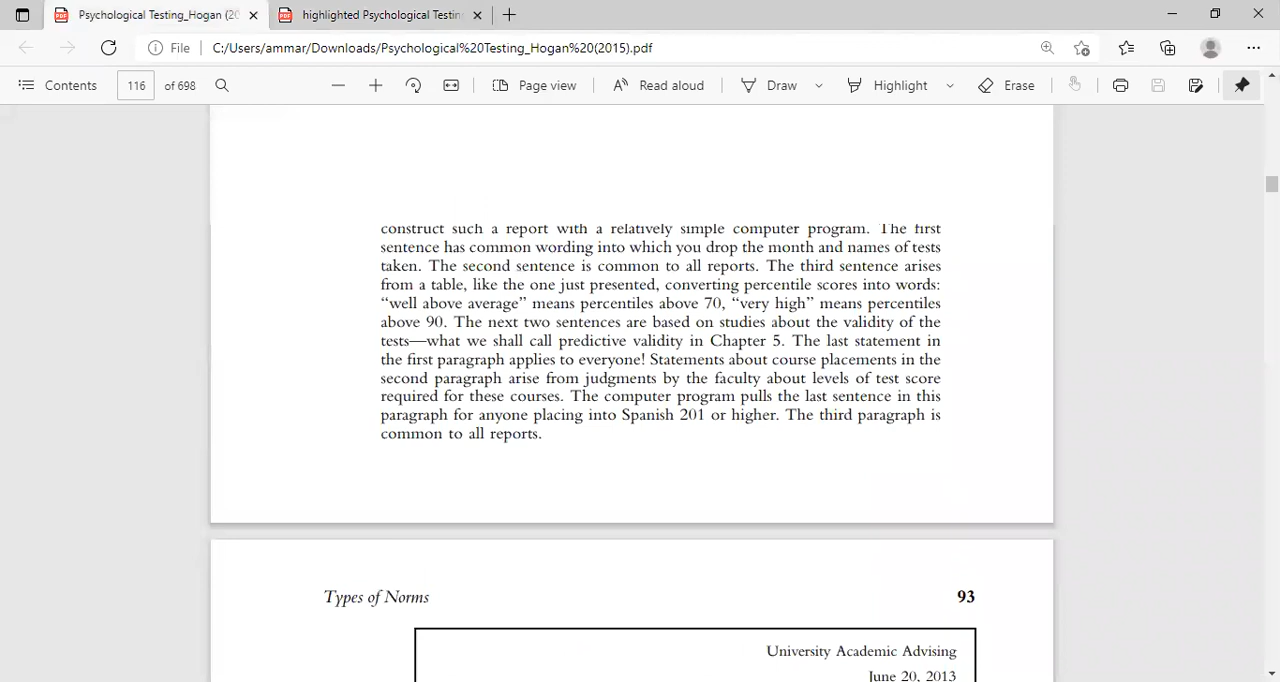 Psychological Testing_Hogan (20
highlighted Psychological Testin
File
C:/Users/ammar/Downloads/Psychological%20Testing_Hogan%20(2015).pdf
Contents
116
of 698
Page view
Read aloud
Draw
Highlight
Erase
construct such a report with a relatively simple computer program. The first
sentence has common wording into which you drop the month and names of tests
taken. The second sentence is common to all reports. The third sentence arises
from a table, like the one just presented, converting percentile scores into words:
“well above average” means percentiles above 70, “very high” means percentiles
above 90. The next two sentences are based on studies about the validity of the
tests—what we shall call predictive validity in Chapter 5. The last statement in
the first paragraph applies to everyone! Statements about course placements in the
second paragraph arise from judgments by the faculty about levels of test score
required for these courses. The computer program pulls the last sentence in this
paragraph for anyone placing into Spanish 201 or higher. The third paragraph is
common to all reports.
Types of Norms
93
University Academic Advising
June 20, 2013